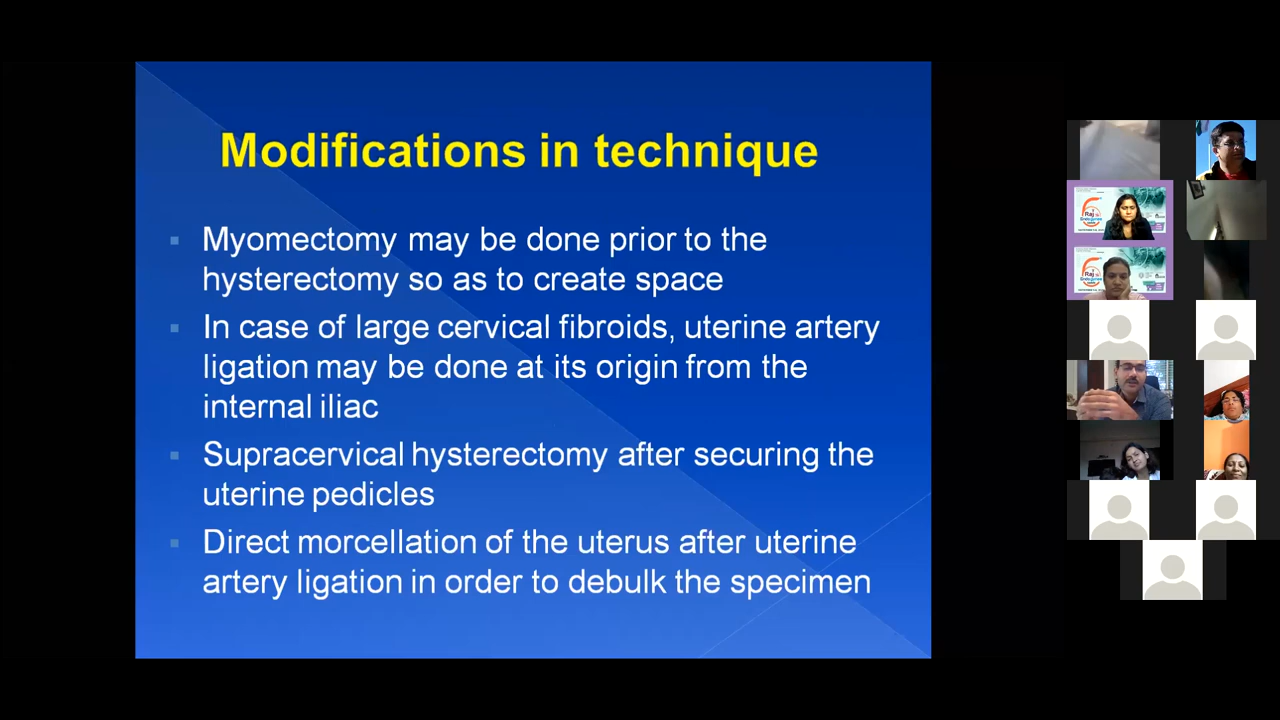 Modifications in technique
Myomectomy may be done prior to the
hysterectomy so as to create space
In case of large cervical fibroids, uterine artery
ligation may be done at its origin from the
internal iliac
Supracervical hysterectomy after securing the
uterine pedicles
Direct morcellation of the uterus after uterine
artery ligation in order to debulk the specimen
Raj
Raj